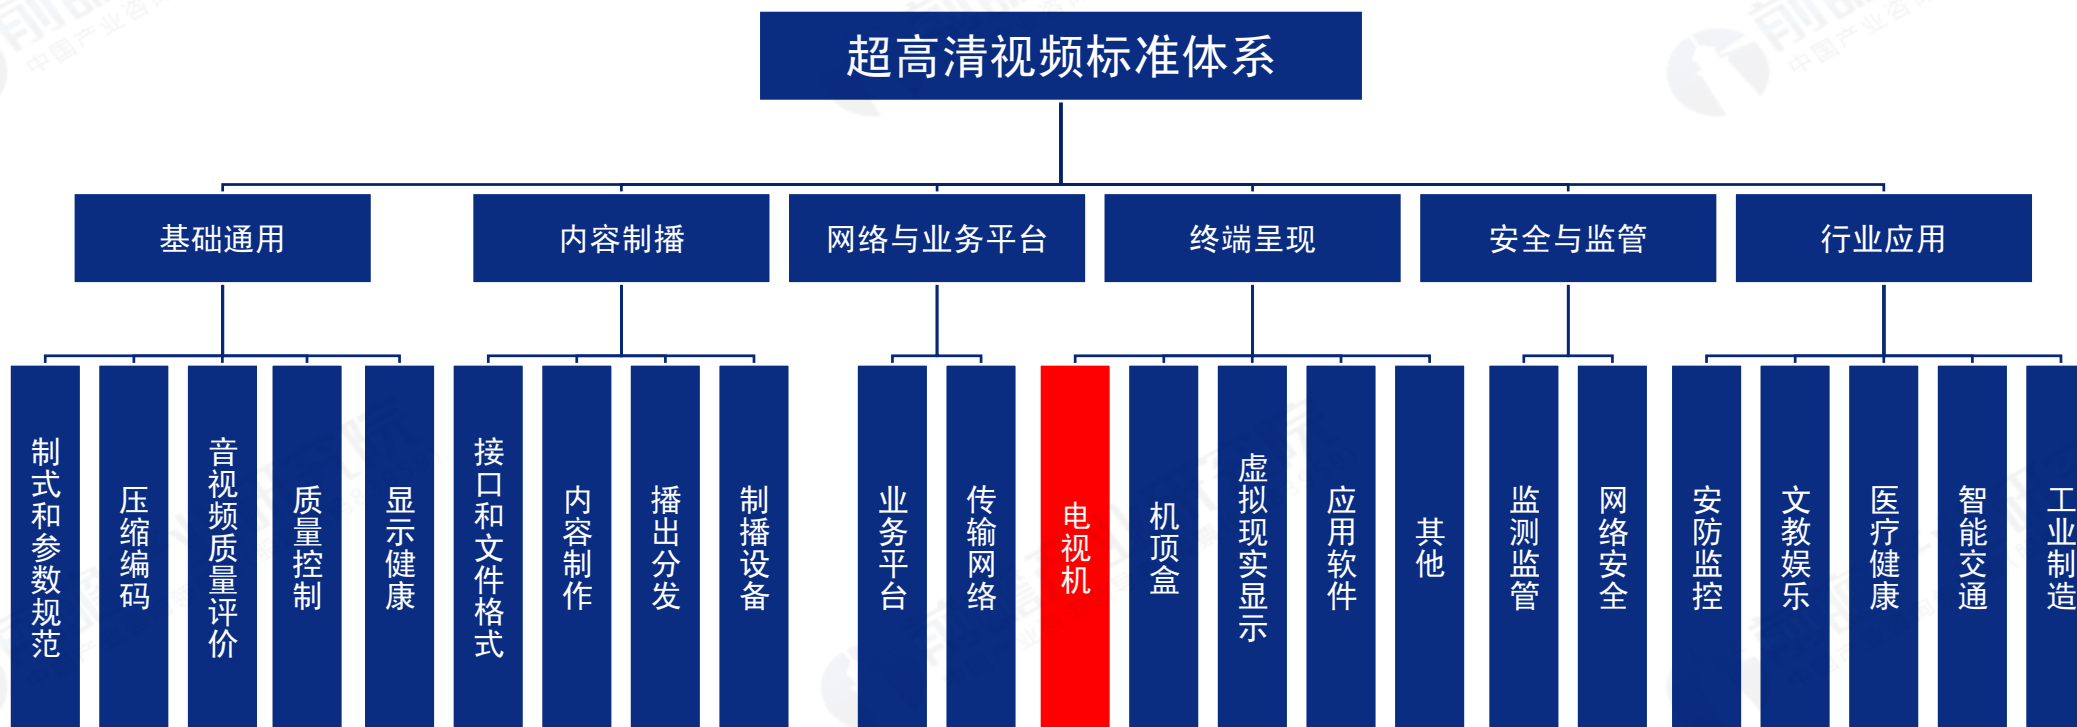 超高清视频标准体系
基础通用
内容制播
网络与业务平台
终端呈现
安全与监管
行业应用
制式和参数规范
压缩编码
音视频质量评价
质量控制
显示健康
接口和文件格式
内容制作
播出分发
制播设备
业务平台
传输网络
电视机
机顶盒
虚拟现实显示
应用软件
其他
监测监管
网络安全
安防监控
文教娱乐
医疗健康
智能交通
工业制造